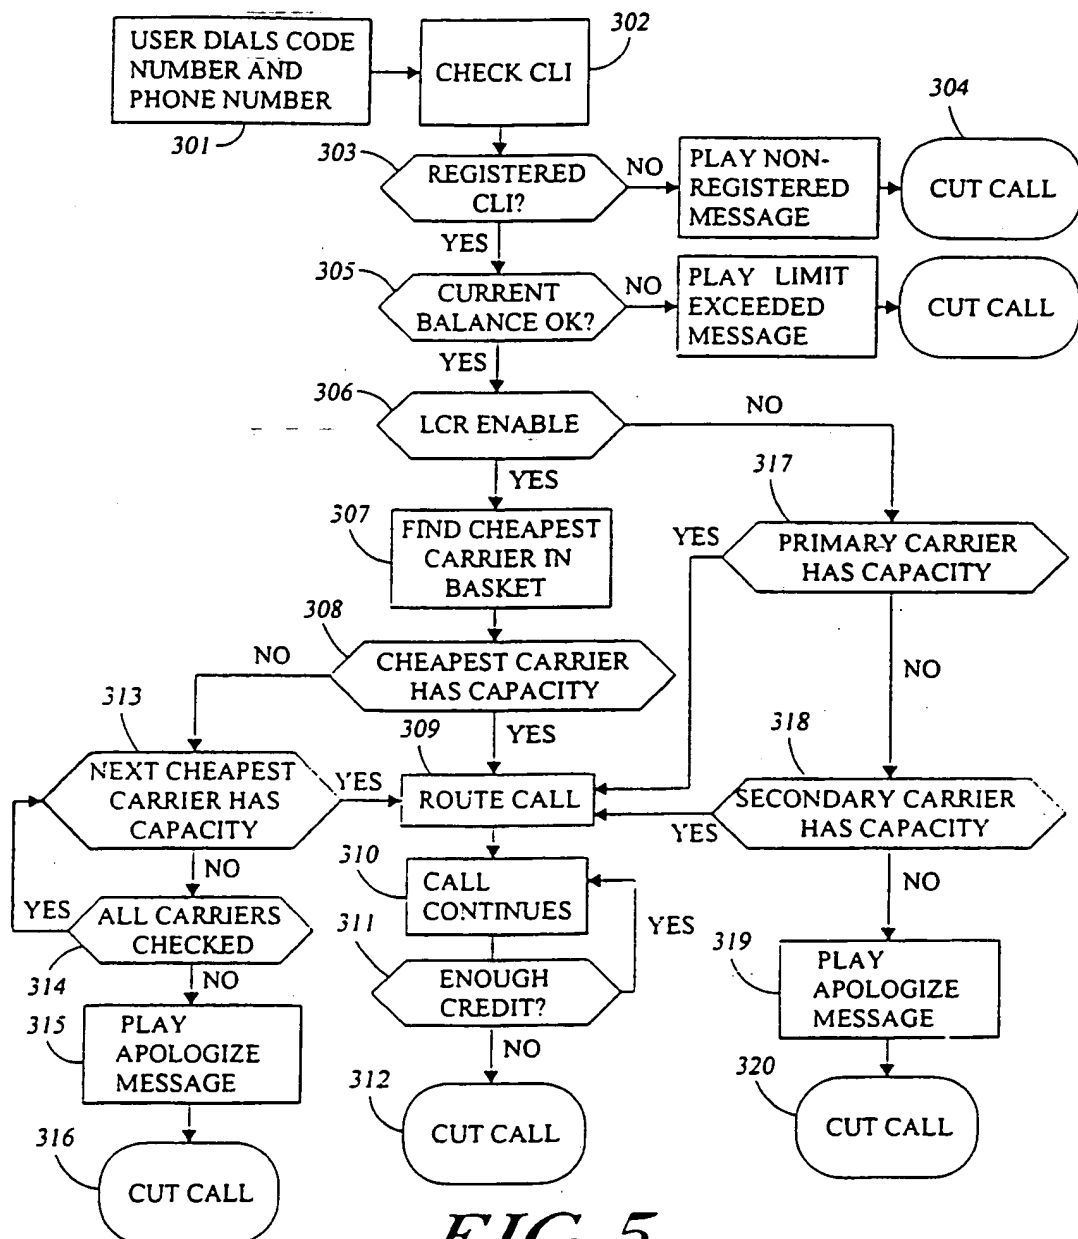 USER DIALS CODE
NUMBER AND
PHONE NUMBER
301
CHECK CLI
302
303
REGISTERED
CLI?
NO
PLAY NON-
REGISTERED
MESSAGE
304
CUT CALL
YES
305
CURRENT
BALANCE OK?
NO
PLAY LIMIT
EXCEEDED
MESSAGE
CUT CALL
YES
306
LCR ENABLE
NO
YES
307
FIND CHEAPEST
CARRIER IN
BASKET
317
YES
PRIMARY CARRIER
HAS CAPACITY
308
NO
CHEAPEST CARRIER
HAS CAPACITY
NO
313
309
YES
318
NEXT CHEAPEST
CARRIER HAS
CAPACITY
YES
ROUTE CALL
YES
SECONDARY CARRIER
HAS CAPACITY
NO
310
CALL
CONTINUES
NO
YES
ALL CARRIERS
CHECKED
314
311
YES
ENOUGH
CREDIT?
319
PLAY
APOLOGIZE
MESSAGE
NO
315
PLAY
APOLOGIZE
MESSAGE
NO
312
CUT CALL
320
CUT CALL
316
CUT CALL
FIG. 5